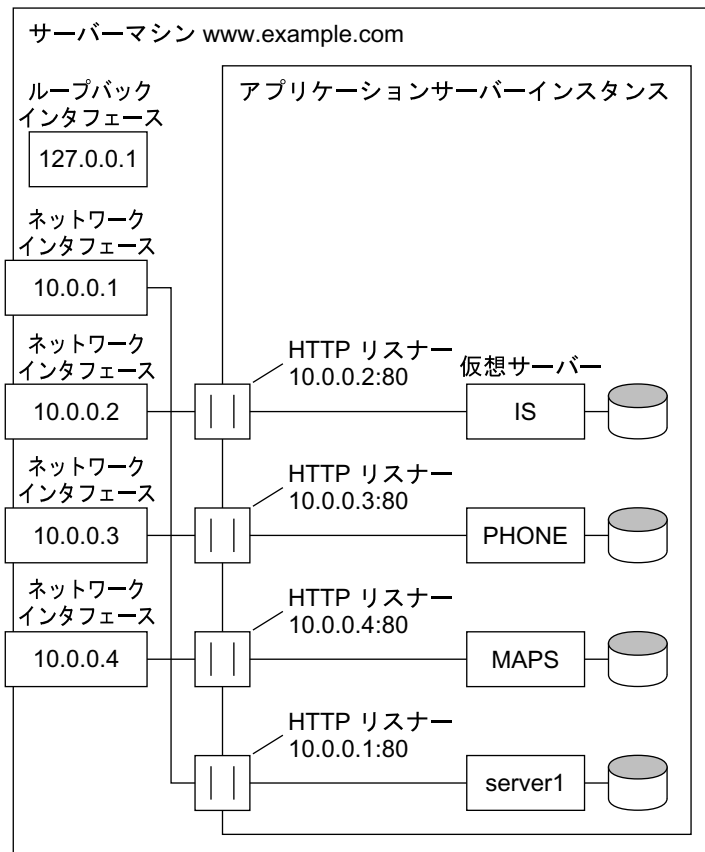 サーバーマシン www.example.com
ループバック
インタフェース
127.0.0.1
アプリケーションサーバーインスタンス
ネットワーク
インタフェース
10.0.0.1
ネットワーク
インタフェース
10.0.0.2
HTTP リスナー
10.0.0.2:80
仮想サーバー
IS
ネットワーク
インタフェース
10.0.0.3
HTTP リスナー
10.0.0.3:80
PHONE
ネットワーク
インタフェース
10.0.0.4
HTTP リスナー
10.0.0.4:80
MAPS
HTTP リスナー
10.0.0.1:80
server1